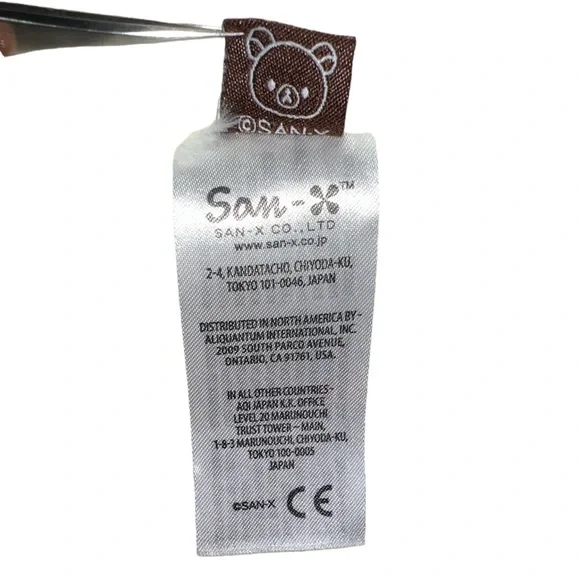 ©SAN-X
San-X™
SAN-X CO.,LTD
www.san-x.co.jp
2-4, KANDATACHO, CHIYODA-KU,
TOKYO 101-0046, JAPAN
DISTRIBUTED IN NORTH AMERICA BY -
ALIQUANTUM INTERNATIONAL, INC.
2009 SOUTH PARCO AVENUE,
ONTARIO, CA 91761, USA.
IN ALL OTHER COUNTRIES -
AQI JAPAN K.K. OFFICE
LEVEL 20 MARUNOUCHI
TRUST TOWER – MAIN,
1-8-3 MARUNOUCHI, CHIYODA-KU,
TOKYO 100-0005
JAPAN
©SAN-X CE